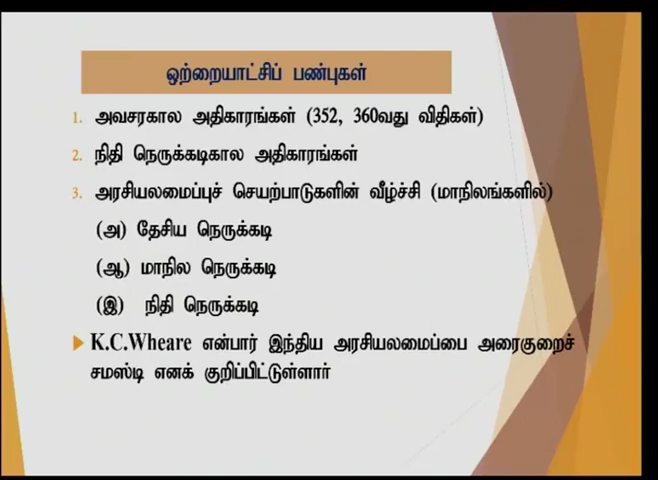 ஒற்றையாட்சிப் பண்புகள்
1. அவசரகால அதிகாரங்கள் (352, 360வது விதிகள்)
2. நிதி நெருக்கடிகால அதிகாரங்கள்
3. அரசியலமைப்புச் செயற்பாடுகளின் வீழ்ச்சி (மாநிலங்களில்)
(அ) தேசிய நெருக்கடி
(ஆ) மாநில நெருக்கடி
(இ) நிதி நெருக்கடி
K.C.Wheare என்பார் இந்திய அரசியலமைப்பை அரைகுறைச்
சமஸ்டி எனக் குறிப்பிட்டுள்ளார்